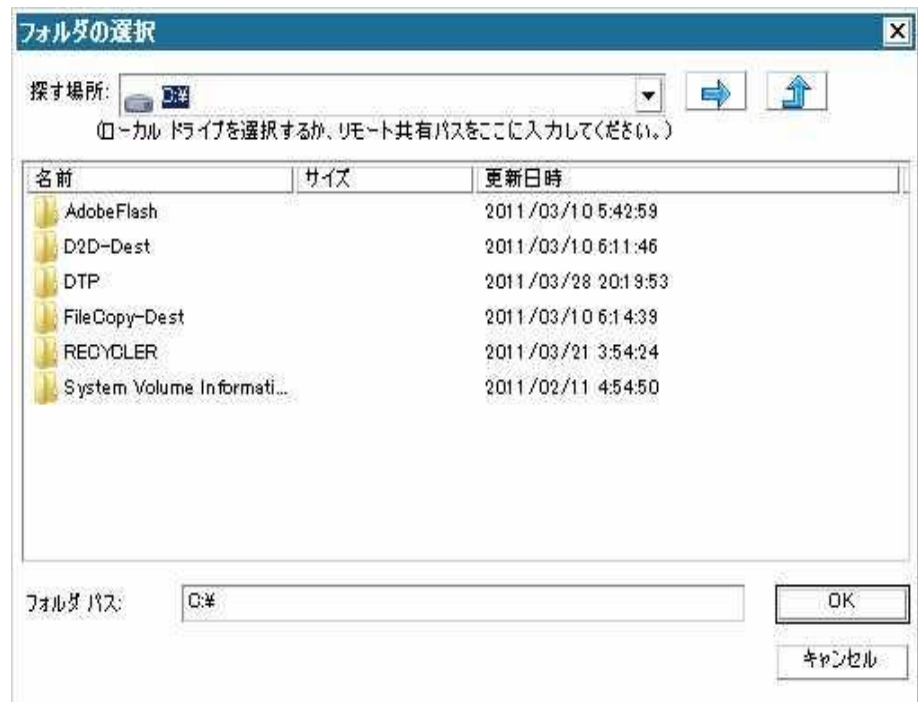 フォルダの選択
探す場所: C:¥
(ローカル ドライブを選択するか、リモート共有パスをここに入力してください。)
名前 サイズ 更新日時
AdobeFlash 2011/03/10 5:42:59
D2D-Dest 2011/03/10 6:11:46
DTP 2011/03/28 20:19:53
FileCopy-Dest 2011/03/10 6:14:39
RECYCLER 2011/03/21 3:54:24
System Volume Informati... 2011/02/11 4:54:50
フォルダ パス: C:¥ OK
キャンセル